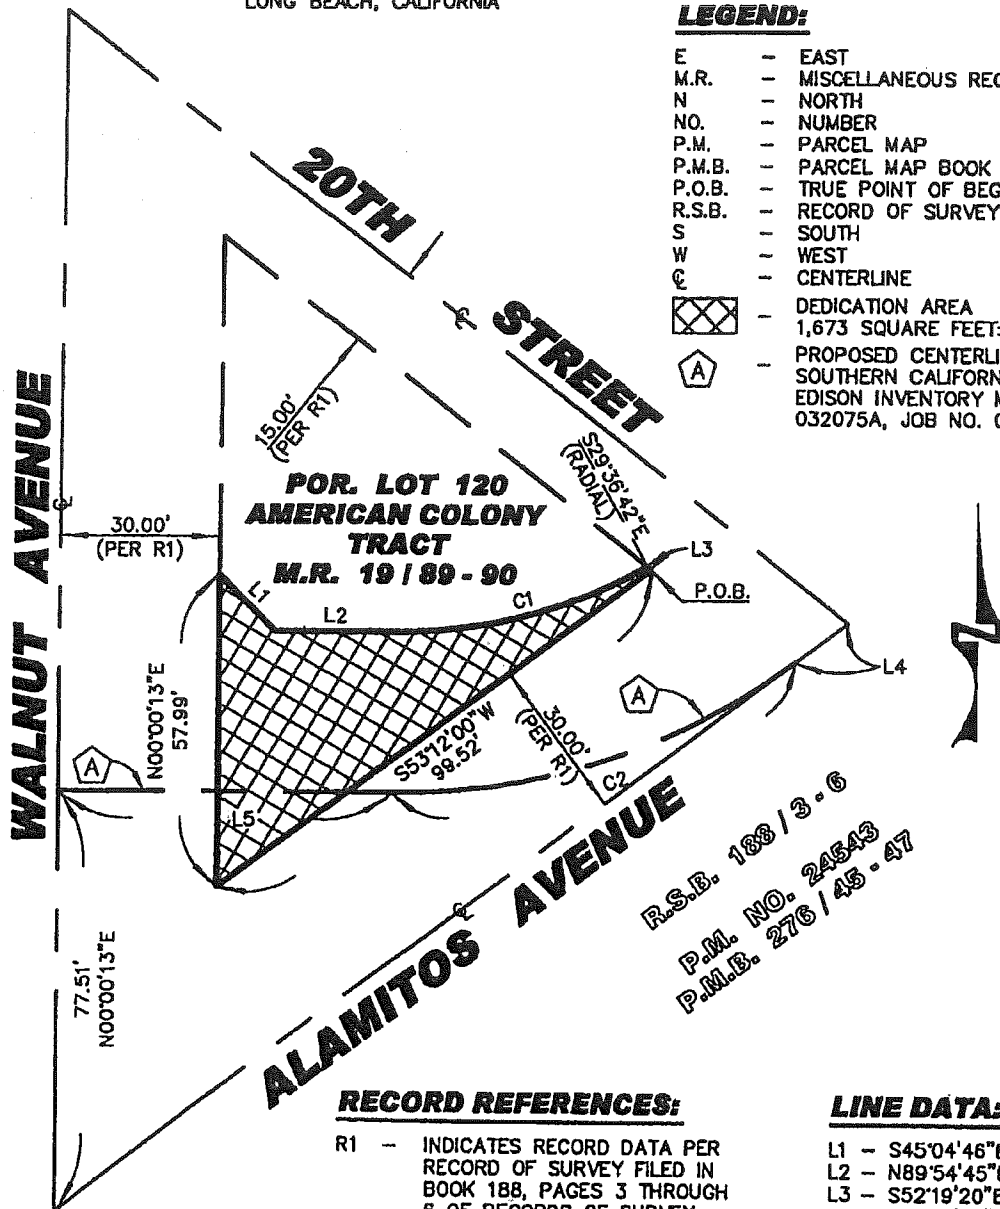 LONG BEACH, CALIFORNIA
LEGEND:
E - EAST
M.R. - MISCELLANEOUS
N - NORTH
NO. - NUMBER
P.M. - PARCEL MAP
P.M.B. - PARCEL MAP BOOK
P.O.B. - TRUE POINT OF
R.S.B. - RECORD OF SURVEY
S - SOUTH
W - WEST
℄ - CENTERLINE
- DEDICATION AREA
1,673 SQUARE FEET
A - PROPOSED
SOUTHERN
EDISON INVENTORY
032075A, JOB NO.
20TH STREET
℄
WALNUT AVENUE
℄
15.00'
(PER R1)
S29°36'42"E
(RADIAL)
POR. LOT 120
AMERICAN COLONY
TRACT
M.R. 19 / 89 - 90
30.00'
(PER R1)
L1
L2
C1
L3
P.O.B.
L4
A
N00°00'13"E
57.99'
A
S53°12'00"W
99.52'
30.00'
(PER R1)
C2
L5
ALAMITOS AVENUE
℄
R.S.B. 188 / 3 - 6
P.M. NO. 24543
P.M.B. 276 / 45 - 47
77.51'
N00°00'13"E
RECORD REFERENCES:
R1 - INDICATES RECORD DATA PER
RECORD OF SURVEY FILED IN
BOOK 188, PAGES 3 THROUGH
6 OF RECORDS OF SURVEY
LINE DATA:
L1 - S45°04'46"E
L2 - N89°54'45"E
L3 - S52°19'20"E